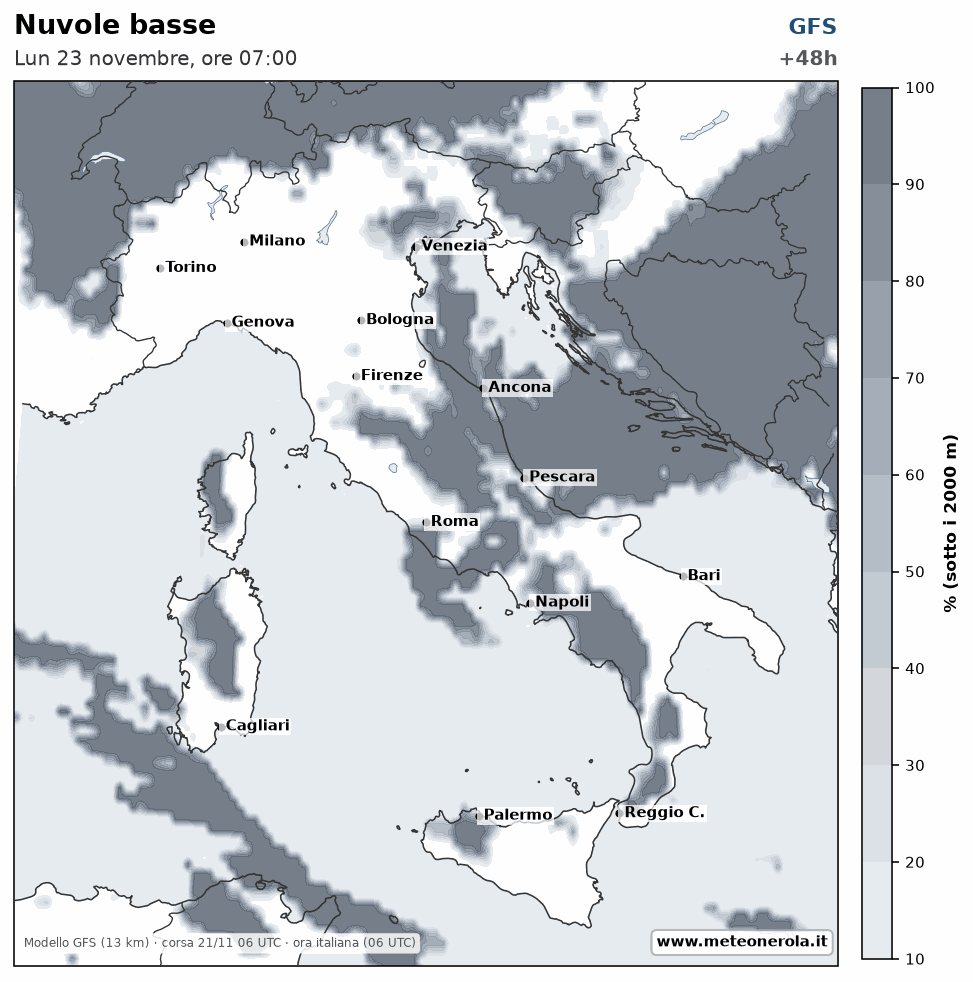 Nuvole basse
GFS
Lun 23 novembre, ore 07:00
+48h
Milano
Venezia
Torino
Genova
Bologna
Firenze
Ancona
Pescara
Roma
Bari
Napoli
Cagliari
Palermo
Reggio C.
100
90
80
70
60
50
40
30
20
10
% (sotto i 2000 m)
Modello GFS (13 km) · corsa 21/11 06 UTC · ora italiana (06 UTC)
www.meteonerola.it